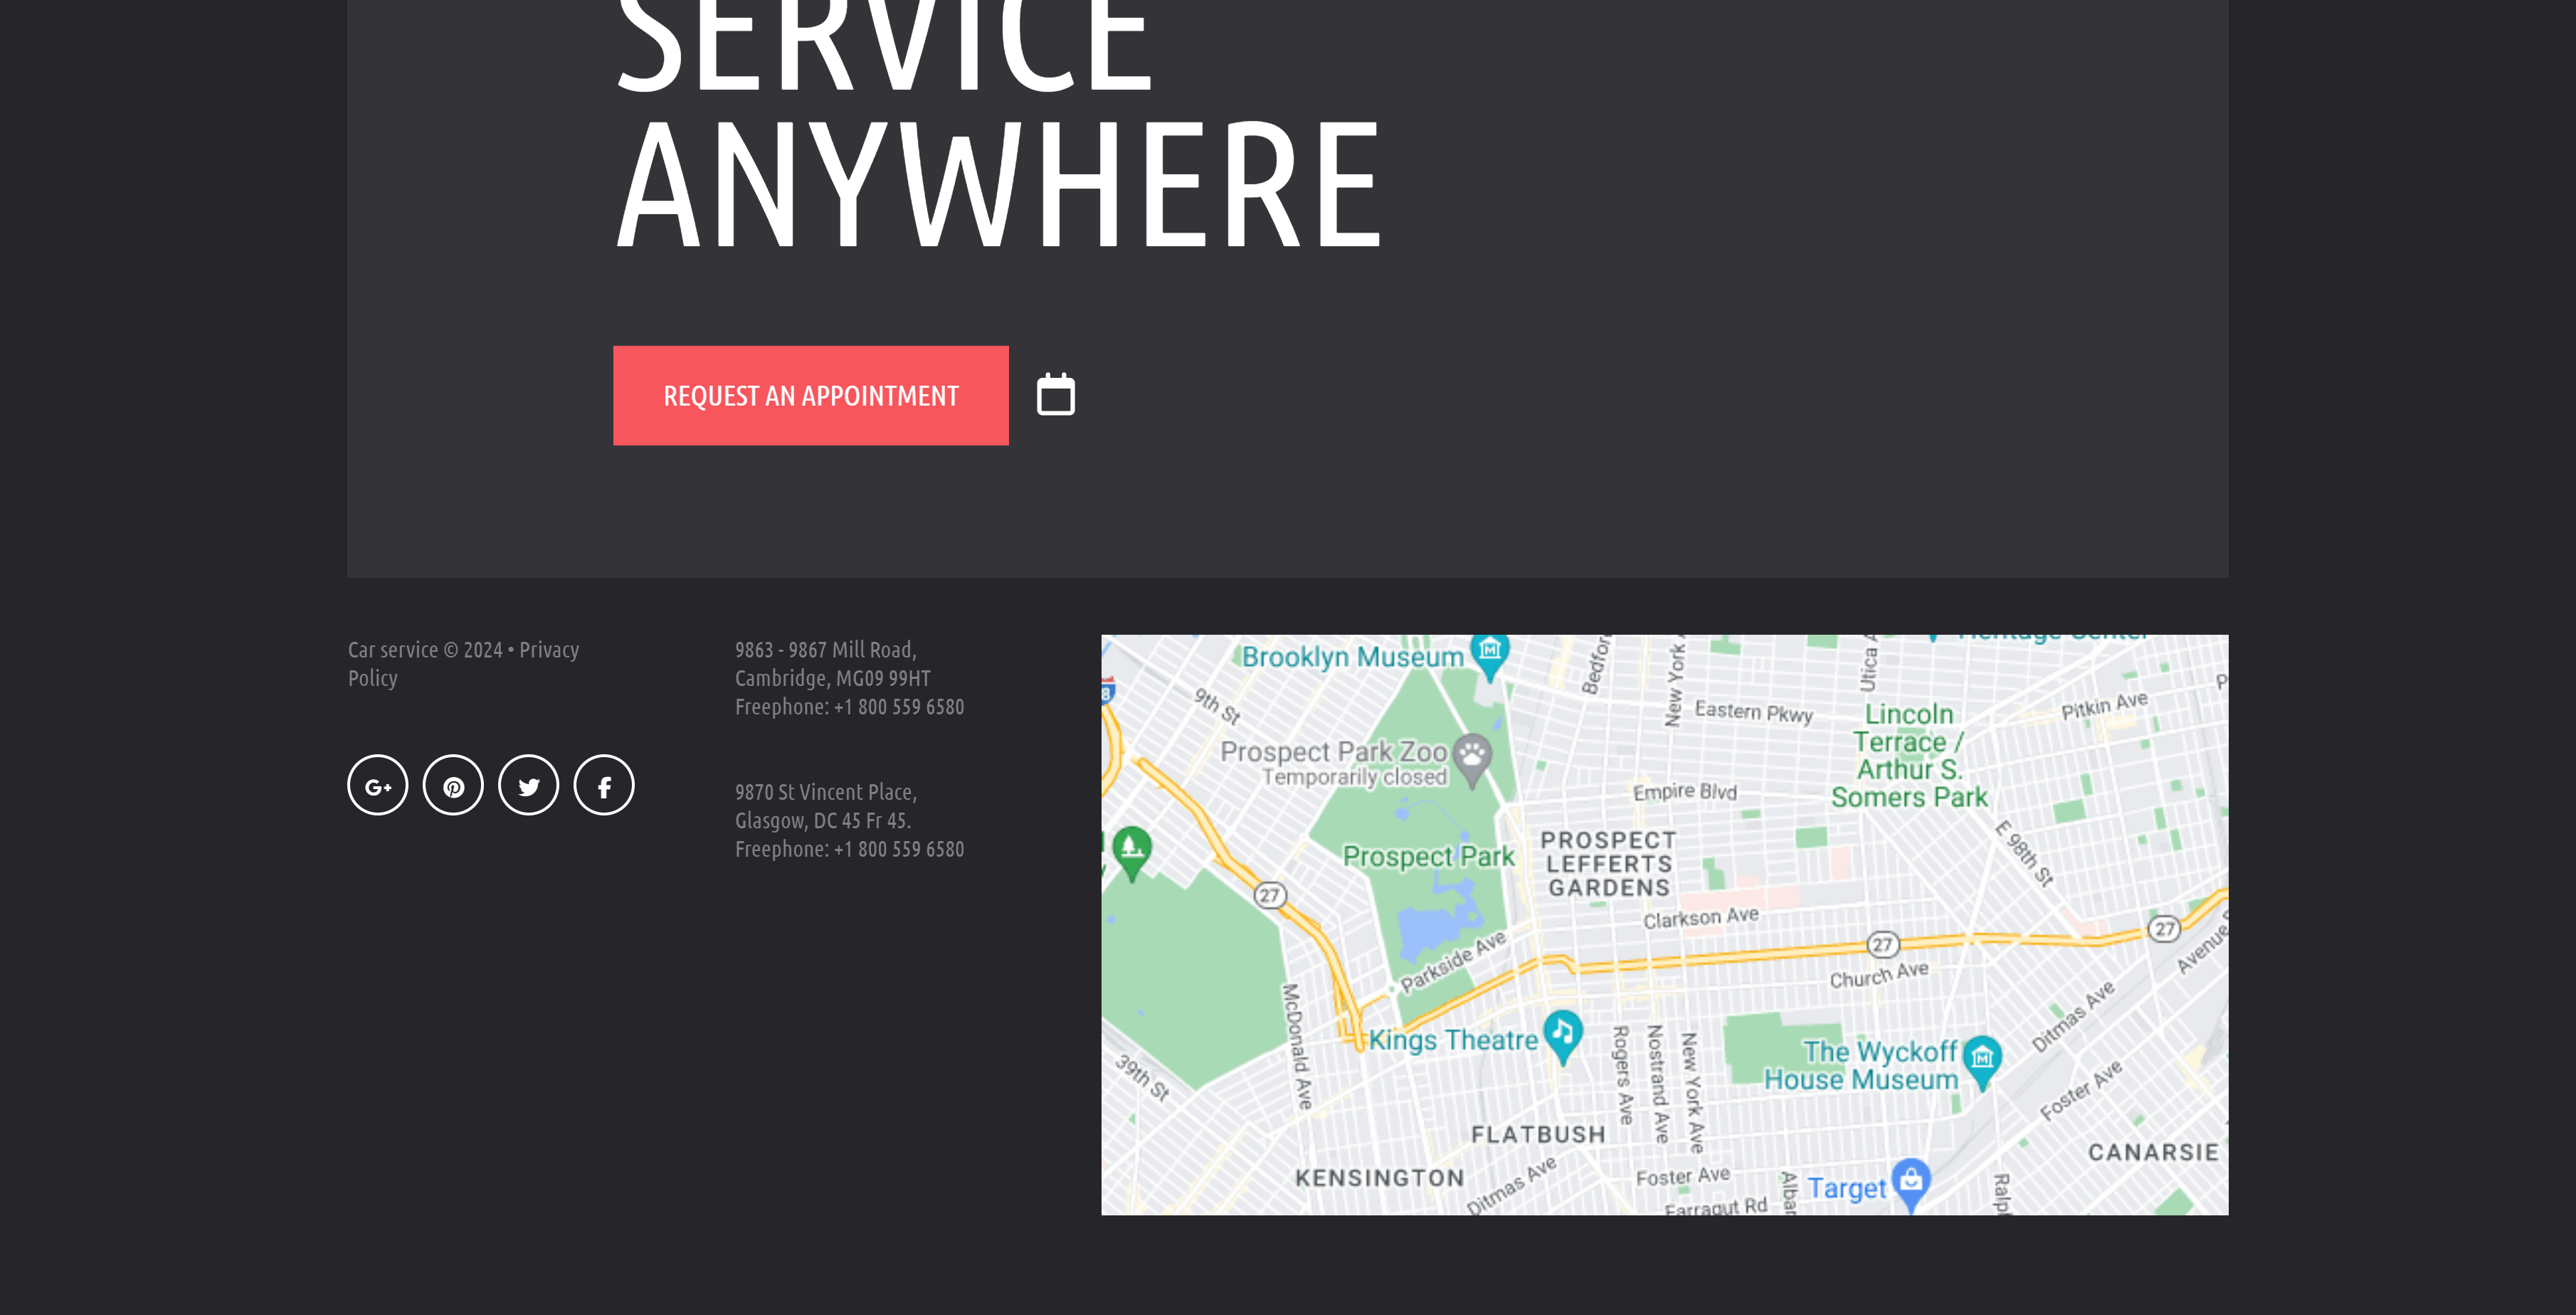 SERVICE
ANYWHERE
REQUEST AN APPOINTMENT
Car service © 2024 • Privacy
Policy
9863 - 9867 Mill Road,
Cambridge, MG09 99HT
Freephone: +1 800 559 6580
9870 St Vincent Place,
Glasgow, DC 45 Fr 45.
Freephone: +1 800 559 6580
Brooklyn Museum
9th St
New York
Eastern Pkwy
Utica
Pitkin Ave
Lincoln
Terrace /
Arthur S.
Somers Park
Prospect Park Zoo
Temporarily closed
Empire Blvd
E 98th St
PROSPECT
LEFFERTS
GARDENS
Prospect Park
27
Clarkson Ave
27
27
Avenue
Parkside Ave
Church Ave
McDonald Ave
Kings Theatre
Rogers Ave
Nostrand Ave
New York Ave
Ditmas Ave
The Wyckoff
House Museum
39th St
Foster Ave
FLATBUSH
CANARSIE
KENSINGTON
Ditmas Ave
Foster Ave
Target
Farragut Rd